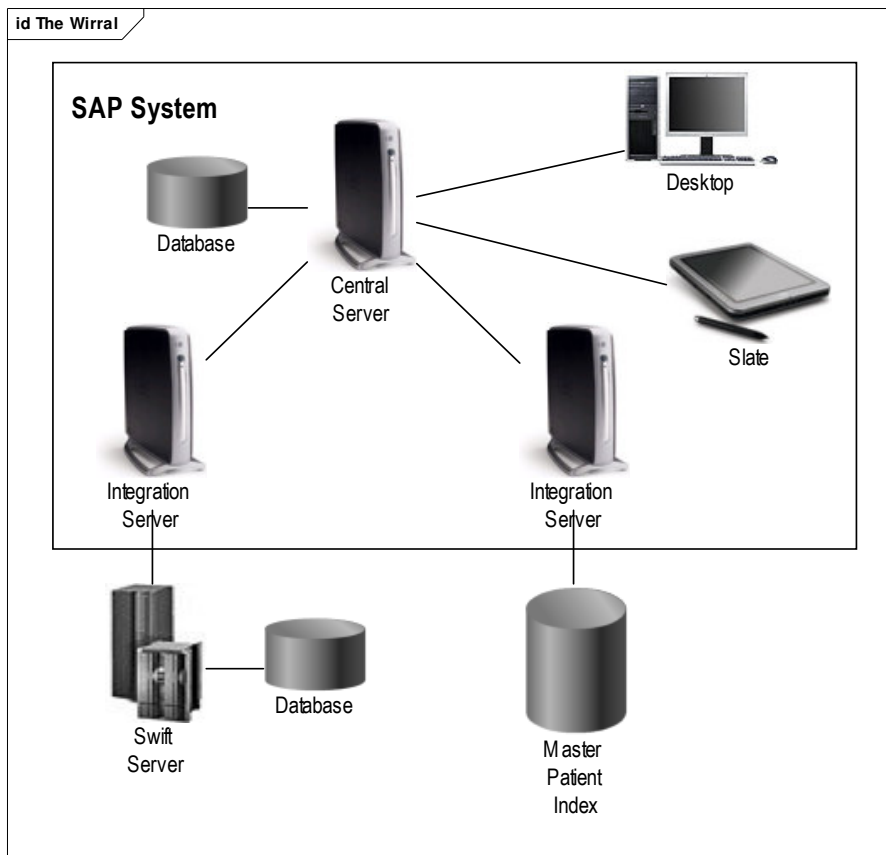 id The Wirral
SAP System
Desktop
Database
Central
Server
Slate
Integration
Server
Integration
Server
Database
Swift
Server
Master
Patient
Index